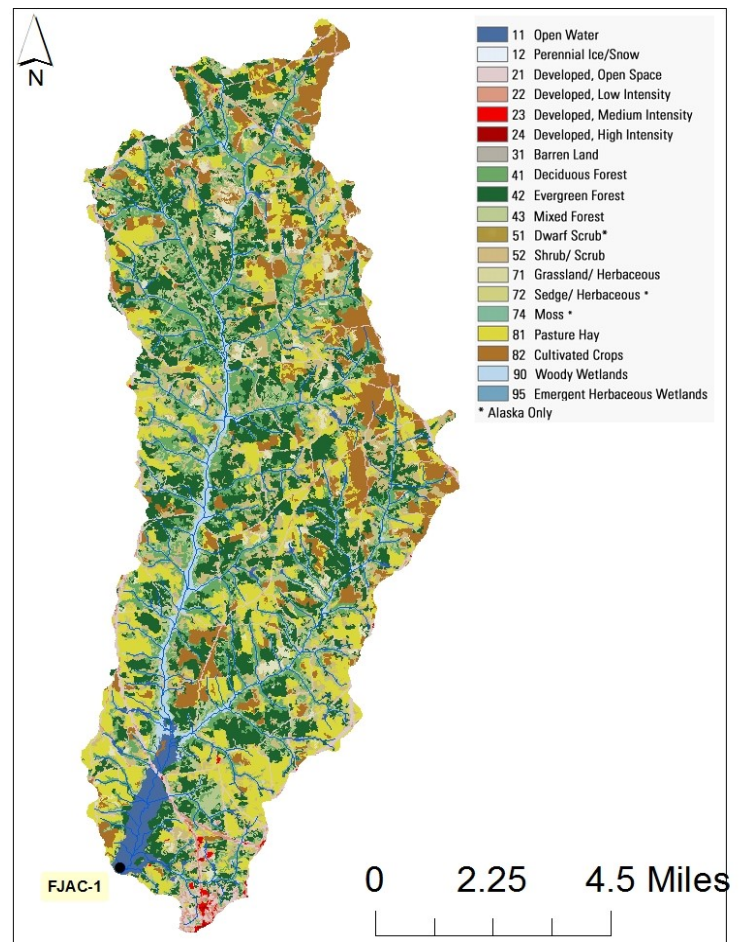 N
11 Open Water
12 Perennial Ice/Snow
21 Developed, Open Space
22 Developed, Low Intensity
23 Developed, Medium Intensity
24 Developed, High Intensity
31 Barren Land
41 Deciduous Forest
42 Evergreen Forest
43 Mixed Forest
51 Dwarf Scrub*
52 Shrub/ Scrub
71 Grassland/ Herbaceous
72 Sedge/ Herbaceous *
74 Moss *
81 Pasture Hay
82 Cultivated Crops
90 Woody Wetlands
95 Emergent Herbaceous Wetlands
* Alaska Only
FJAC-1
0 2.25 4.5 Miles